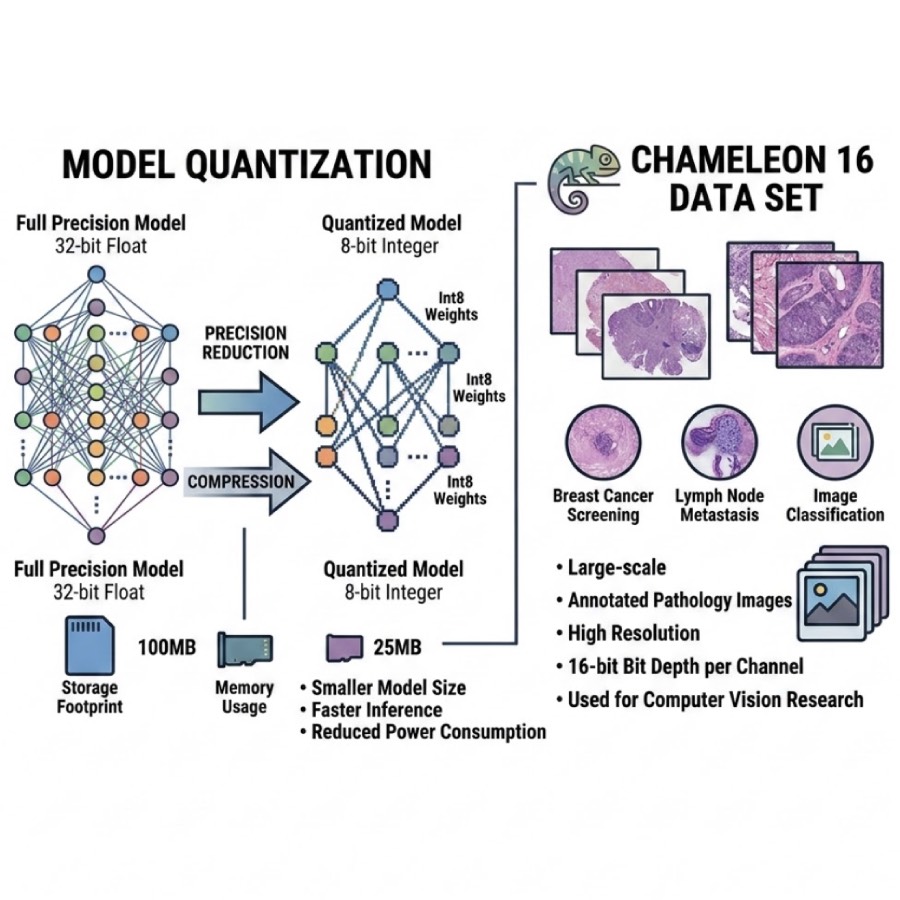 MODEL QUANTIZATION
Full Precision Model
32-bit Float
Quantized Model
8-bit Integer
Int8
Weights
PRECISION
REDUCTION
Int8
Weights
COMPRESSION
Int8
Weights
Full Precision Model
32-bit Float
Quantized Model
8-bit Integer
100MB
25MB
Storage
Footprint
Memory
Usage
• Smaller Model Size
• Faster Inference
• Reduced Power Consumption
CHAMELEON 16
DATA SET
Breast Cancer
Screening
Lymph Node
Metastasis
Image
Classification
• Large-scale
• Annotated Pathology Images
• High Resolution
• 16-bit Bit Depth per Channel
• Used for Computer Vision Research